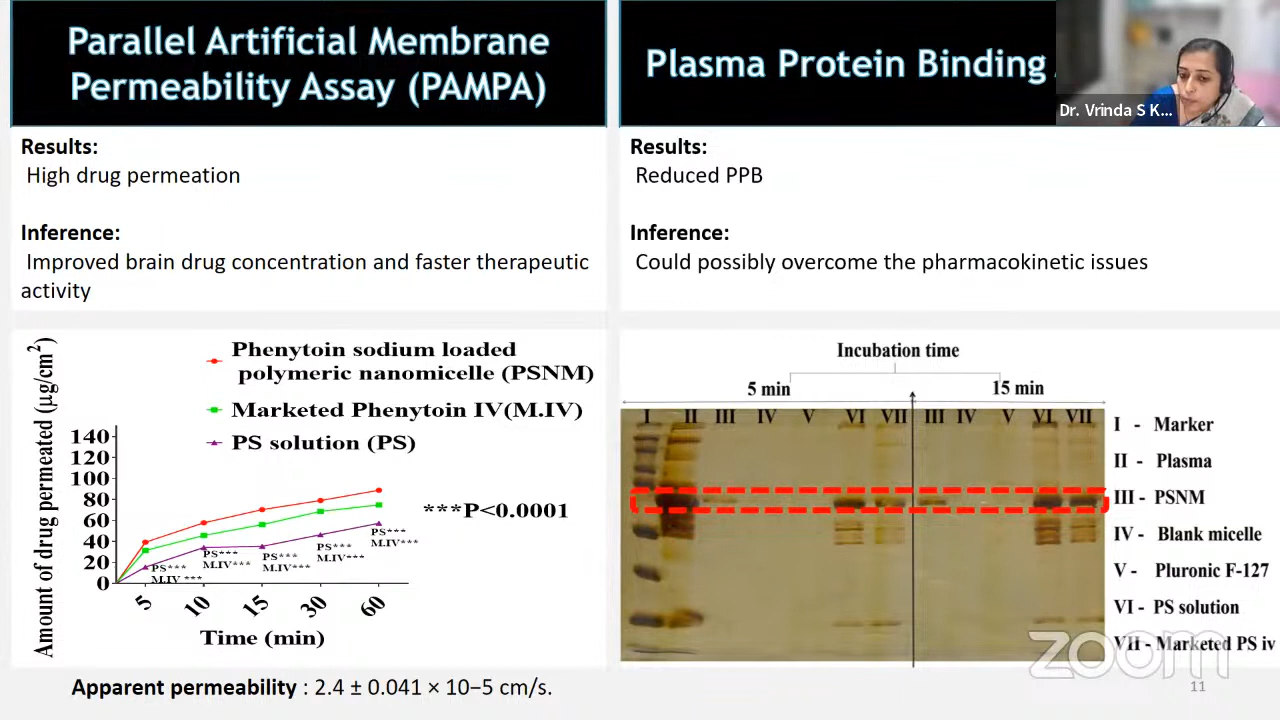 Parallel Artificial Membrane
Permeability Assay (PAMPA)
Results:
High drug permeation
Inference:
Improved brain drug concentration and faster therapeutic
activity
Amount of drug permeated (µg/cm²)
Phenytoin sodium loaded
polymeric nanomicelle (PSNM)
Marketed Phenytoin IV(M.IV)
PS solution (PS)
140
120
100
80
60
40
20
0
***P<0.0001
PS***
M.IV ***
PS***
M.IV***
PS***
M.IV***
PS***
M.IV***
PS***
M.IV***
5
10
15
30
60
Time (min)
Apparent permeability : 2.4 ± 0.041 × 10−5 cm/s.
Plasma Protein Binding
Dr. Vrinda S K...
Results:
Reduced PPB
Inference:
Could possibly overcome the pharmacokinetic issues
Incubation time
5 min
15 min
I II III IV V VI VII III IV V VI VII
I - Marker
II - Plasma
III - PSNM
IV - Blank micelle
V - Pluronic F-127
VI - PS solution
VII - Marketed PS iv
zoom
11